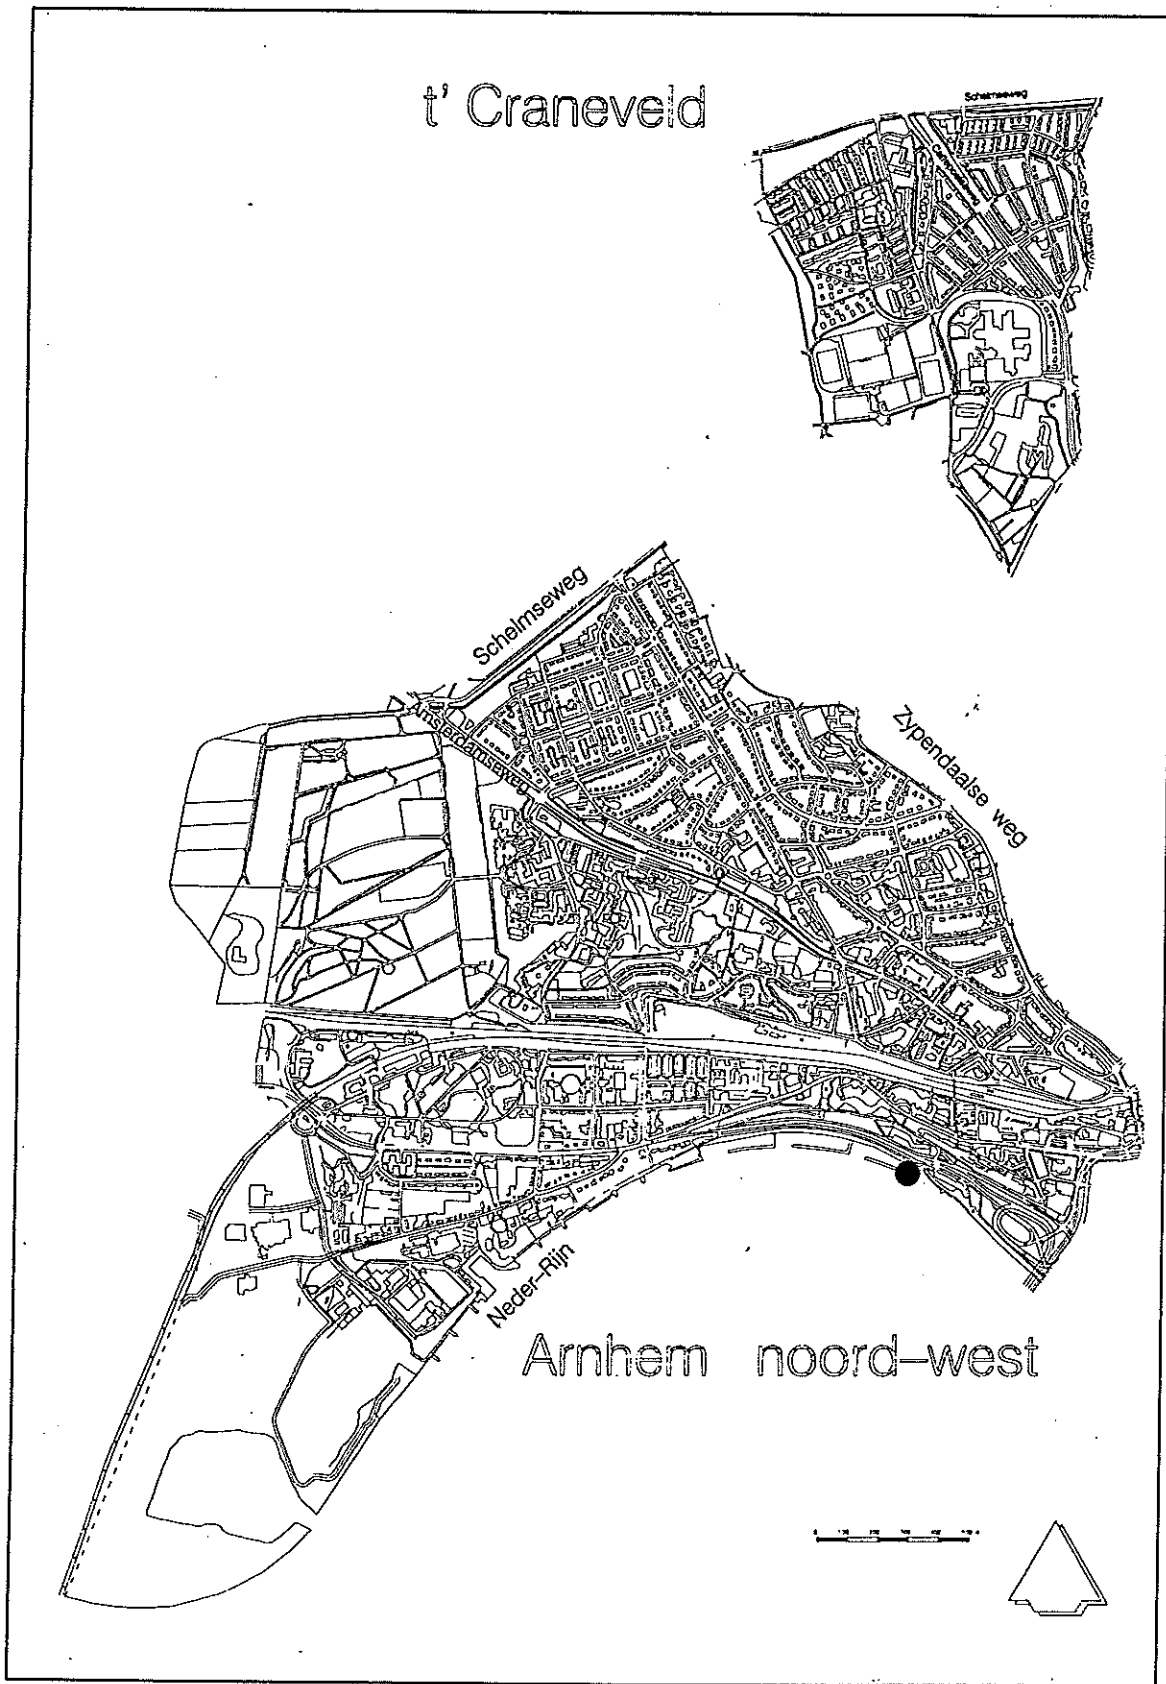 t' Craneveld
Schelmseweg
Schelmseweg
Amsterdamseweg
Zypendaalse weg
Neder-Rijn
Arnhem noord-west